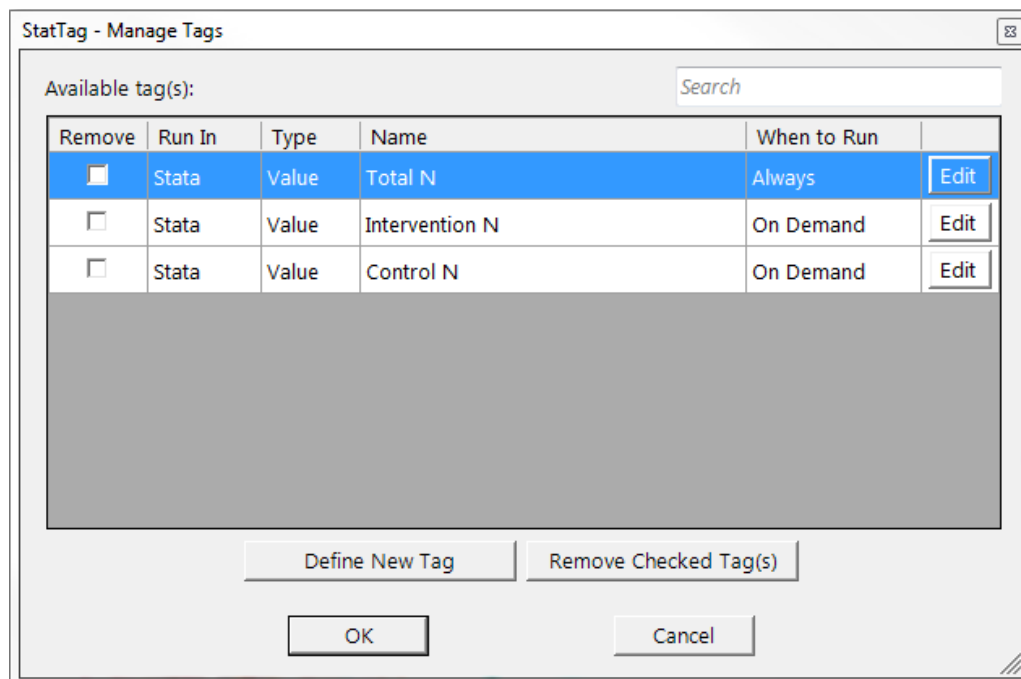 StatTag - Manage Tags
Available tag(s):
Search
Remove Run In Type Name When to Run
Stata Value Total N Always Edit
Stata Value Intervention N On Demand Edit
Stata Value Control N On Demand Edit
Define New Tag Remove Checked Tag(s)
OK Cancel